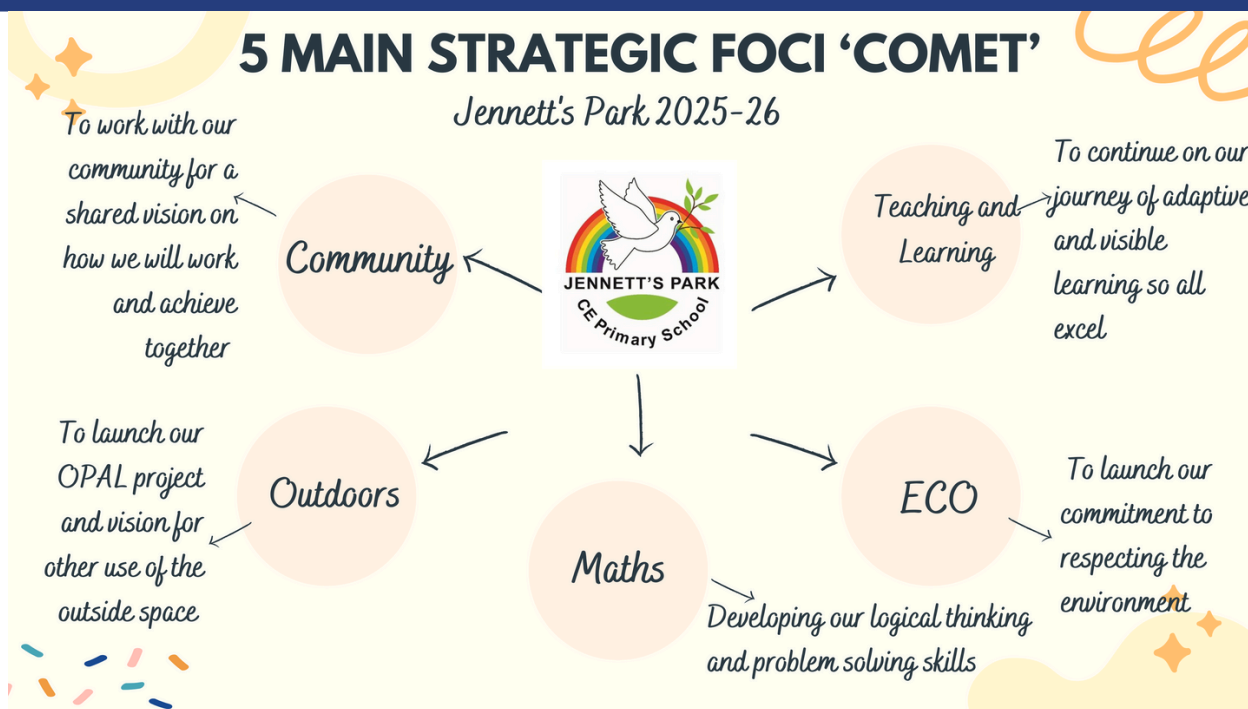 5 MAIN STRATEGIC FOCI ‘COMET’
Jennett's Park 2025-26
To work with our
community for a
shared vision on
how we will work
and achieve
together
Community
JENNETT'S PARK
CE Primary School
Teaching and
Learning
To continue on our
journey of adaptive
and visible
learning so all
excel
To launch our
OPAL project
and vision for
other use of the
outside space
Outdoors
Maths
Developing our logical thinking
and problem solving skills
ECO
To launch our
commitment to
respecting the
environment